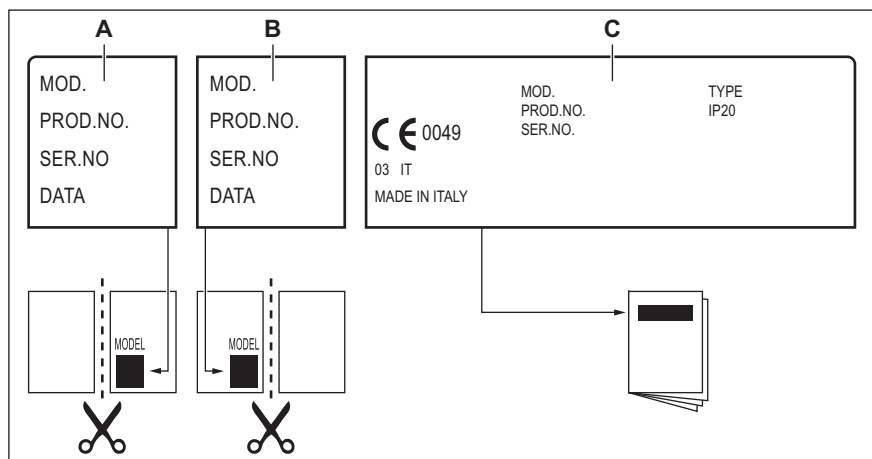 A
B
C
MOD.
PROD.NO.
SER.NO
DATA
MOD.
PROD.NO.
SER.NO
DATA
MOD.
PROD.NO.
SER.NO.
TYPE
IP20
CE 0049
03 IT
MADE IN ITALY
MODEL
MODEL